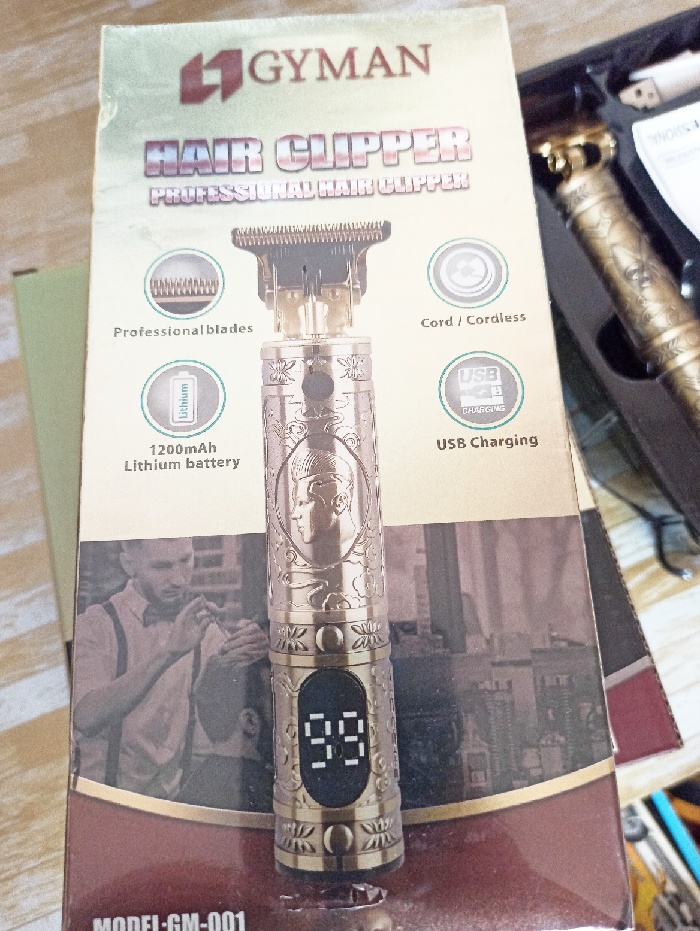 GYMAN
HAIR CLIPPER
PROFESSIONAL HAIR CLIPPER
Professional blades
Cord / Cordless
Lithium
1200mAh
Lithium battery
USB
CHARGING
USB Charging
99
MODEL:GM-001